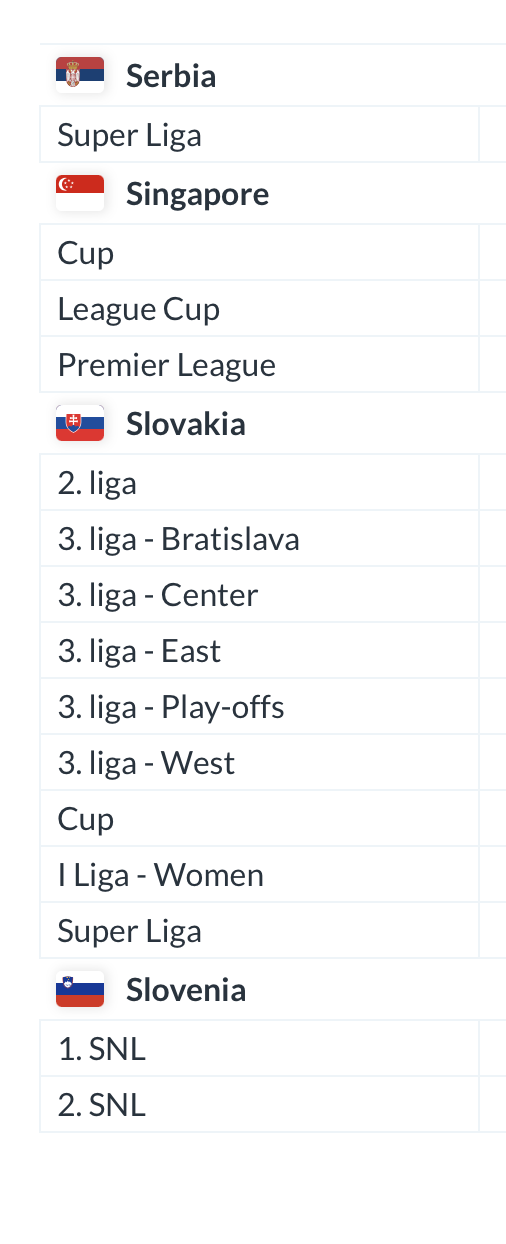 Serbia
Super Liga
Singapore
Cup
League Cup
Premier League
Slovakia
2. liga
3. liga - Bratislava
3. liga - Center
3. liga - East
3. liga - Play-offs
3. liga - West
Cup
I Liga - Women
Super Liga
Slovenia
1. SNL
2. SNL